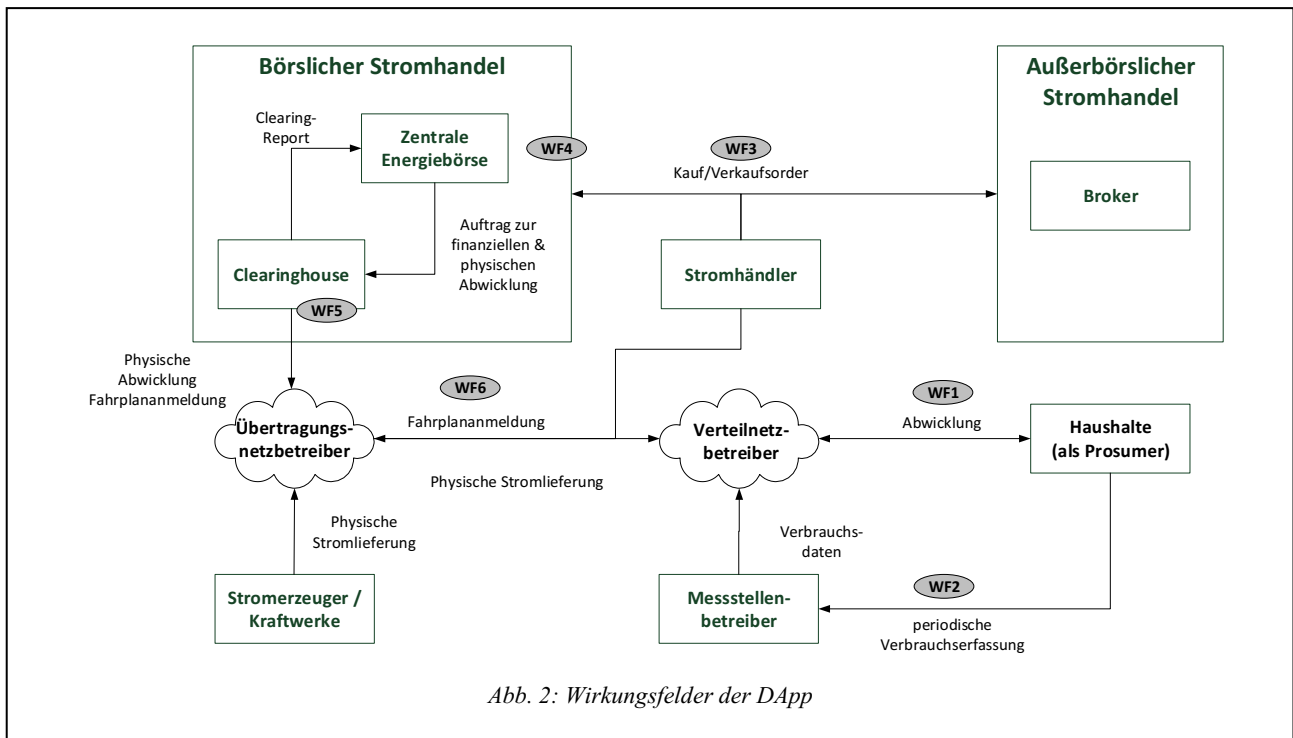 Börslicher Stromhandel
Außerbörslicher
Stromhandel
Clearing-
Report
Zentrale
Energiebörse
WF4
WF3
Kauf/Verkaufsorder
Broker
Auftrag zur
finanziellen &
physischen
Abwicklung
Clearinghouse
Stromhändler
WF5
Physische
Abwicklung
Fahrplananmeldung
WF6
WF1
Übertragungs-
netzbetreiber
Fahrplananmeldung
Verteilnetz-
betreiber
Abwicklung
Haushalte
(als Prosumer)
Physische Stromlieferung
Physische
Stromlieferung
Verbrauchs-
daten
Stromerzeuger /
Kraftwerke
Messstellen-
betreiber
WF2
periodische
Verbrauchserfassung
Abb. 2: Wirkungsfelder der DApp